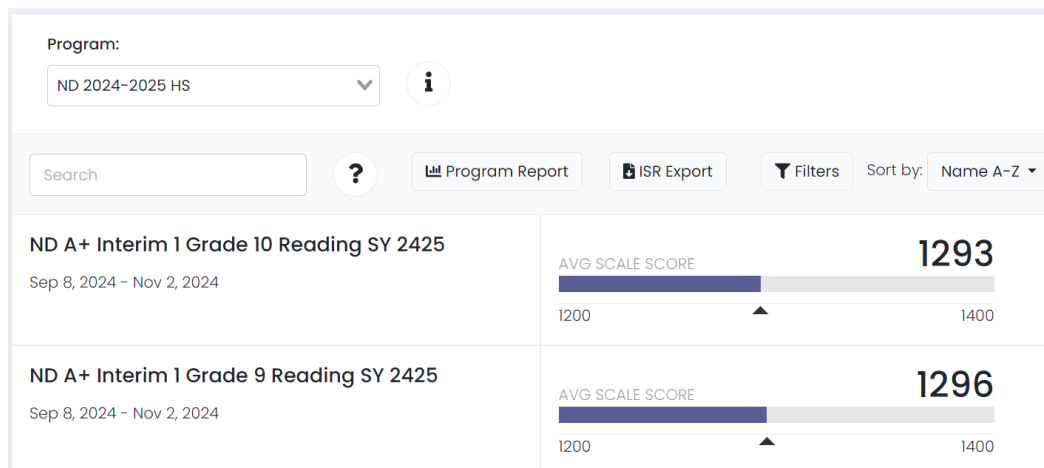 Program:
ND 2024-2025 HS
i
Search
?
Program Report
ISR Export
Filters
Sort by:
Name A-Z
ND A+ Interim 1 Grade 10 Reading SY 2425
Sep 8, 2024 - Nov 2, 2024
AVG SCALE SCORE
1293
1200
1400
ND A+ Interim 1 Grade 9 Reading SY 2425
Sep 8, 2024 - Nov 2, 2024
AVG SCALE SCORE
1296
1200
1400